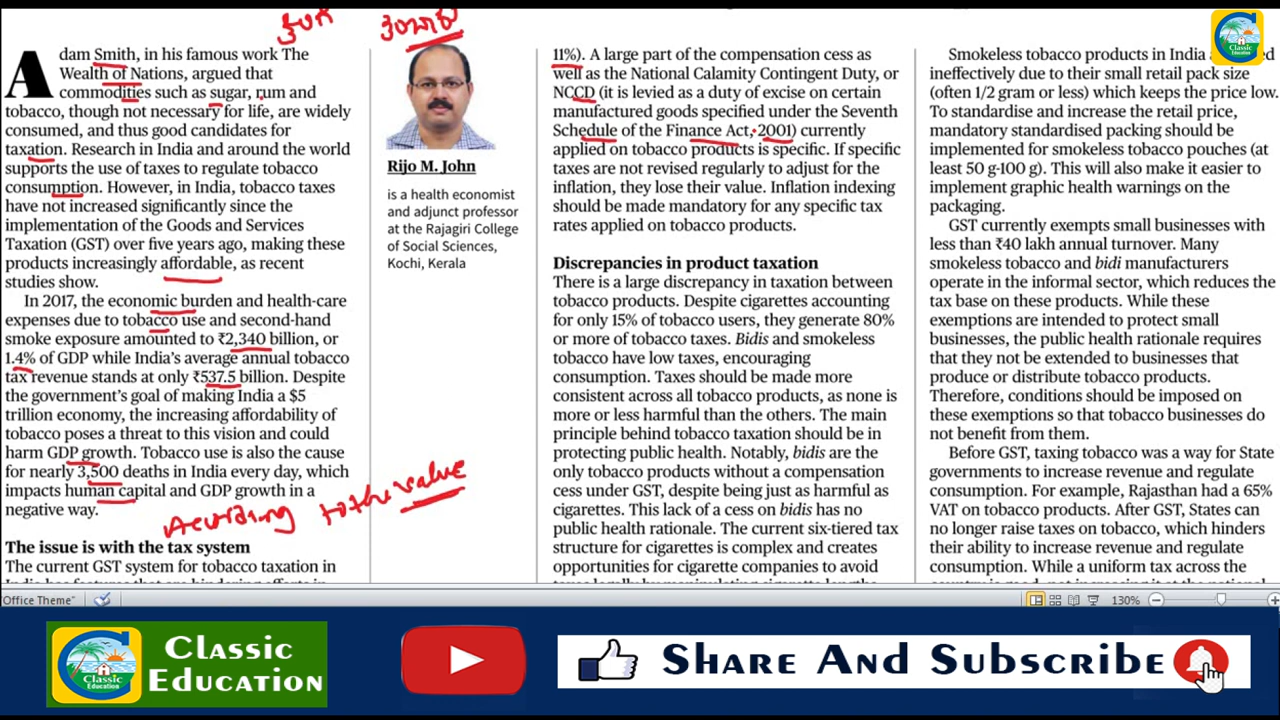 Adam Smith, in his famous work The
Wealth of Nations, argued that
commodities such as sugar, rum and
tobacco, though not necessary for life, are widely
consumed, and thus good candidates for
taxation. Research in India and around the world
supports the use of taxes to regulate tobacco
consumption. However, in India, tobacco taxes
have not increased significantly since the
implementation of the Goods and Services
Taxation (GST) over five years ago, making these
products increasingly affordable, as recent
studies show.
In 2017, the economic burden and health-care
expenses due to tobacco use and second-hand
smoke exposure amounted to ₹2,340 billion, or
1.4% of GDP while India's average annual tobacco
tax revenue stands at only ₹537.5 billion. Despite
the government's goal of making India a $5
trillion economy, the increasing affordability of
tobacco poses a threat to this vision and could
harm GDP growth. Tobacco use is also the cause
for nearly 3,500 deaths in India every day, which
impacts human capital and GDP growth in a
negative way.
According to the value
The issue is with the tax system
The current GST system for tobacco taxation in
Rijo M. John
is a health economist
and adjunct professor
at the Rajagiri College
of Social Sciences,
Kochi, Kerala
11%). A large part of the compensation cess as
well as the National Calamity Contingent Duty, or
NCCD (it is levied as a duty of excise on certain
manufactured goods specified under the Seventh
Schedule of the Finance Act, 2001) currently
applied on tobacco products is specific. If specific
taxes are not revised regularly to adjust for the
inflation, they lose their value. Inflation indexing
should be made mandatory for any specific tax
rates applied on tobacco products.
Discrepancies in product taxation
There is a large discrepancy in taxation between
tobacco products. Despite cigarettes accounting
for only 15% of tobacco users, they generate 80%
or more of tobacco taxes. Bidis and smokeless
tobacco have low taxes, encouraging
consumption. Taxes should be made more
consistent across all tobacco products, as none is
more or less harmful than the others. The main
principle behind tobacco taxation should be in
protecting public health. Notably, bidis are the
only tobacco products without a compensation
cess under GST, despite being just as harmful as
cigarettes. This lack of a cess on bidis has no
public health rationale. The current six-tiered tax
structure for cigarettes is complex and creates
opportunities for cigarette companies to avoid
Smokeless tobacco products in India
ineffectively due to their small retail pack size
(often 1/2 gram or less) which keeps the price low.
To standardise and increase the retail price,
mandatory standardised packing should be
implemented for smokeless tobacco pouches (at
least 50 g-100 g). This will also make it easier to
implement graphic health warnings on the
packaging.
GST currently exempts small businesses with
less than ₹40 lakh annual turnover. Many
smokeless tobacco and bidi manufacturers
operate in the informal sector, which reduces the
tax base on these products. While these
exemptions are intended to protect small
businesses, the public health rationale requires
that they not be extended to businesses that
produce or distribute tobacco products.
Therefore, conditions should be imposed on
these exemptions so that tobacco businesses do
not benefit from them.
Before GST, taxing tobacco was a way for State
governments to increase revenue and regulate
consumption. For example, Rajasthan had a 65%
VAT on tobacco products. After GST, States can
no longer raise taxes on tobacco, which hinders
their ability to increase revenue and regulate
consumption. While a uniform tax across the
Classic
Education
Office Theme"
130%
Classic
Education
Classic
Education
Share And Subscribe